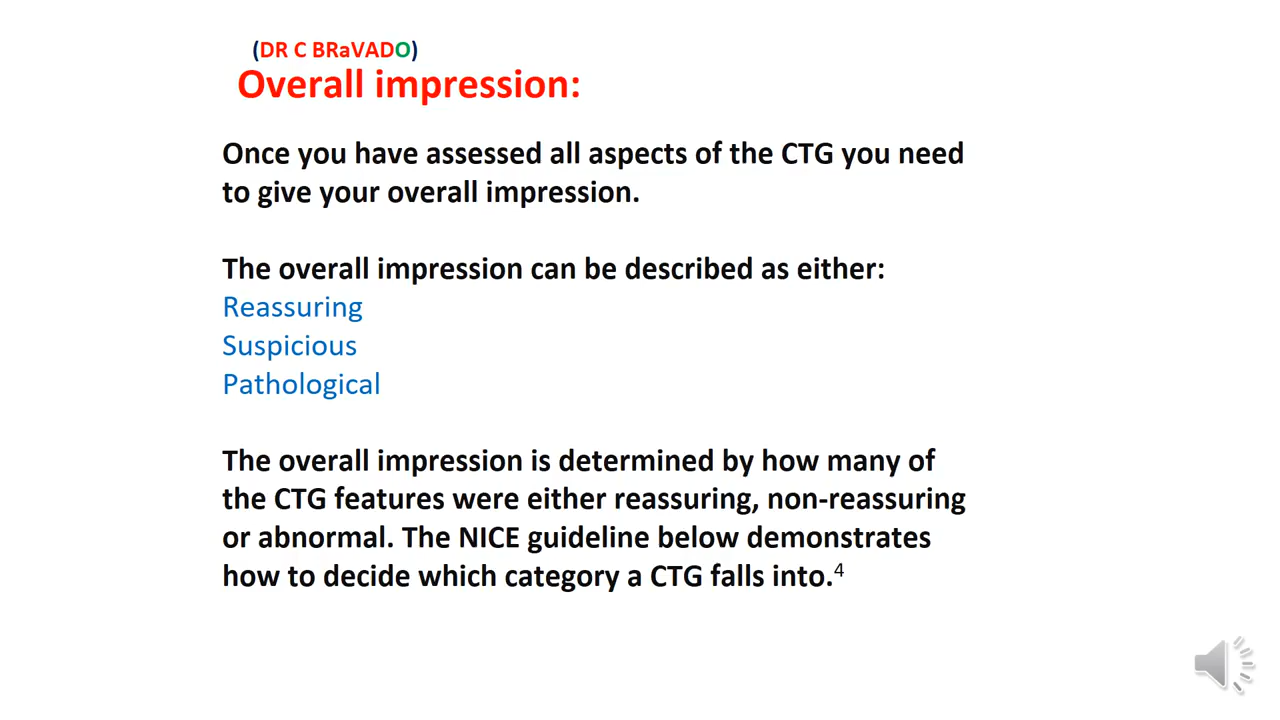 (DR C BRaVADO)
Overall impression:
Once you have assessed all aspects of the CTG you need
to give your overall impression.
The overall impression can be described as either:
Reassuring
Suspicious
Pathological
The overall impression is determined by how many of
the CTG features were either reassuring, non-reassuring
or abnormal. The NICE guideline below demonstrates
how to decide which category a CTG falls into.4